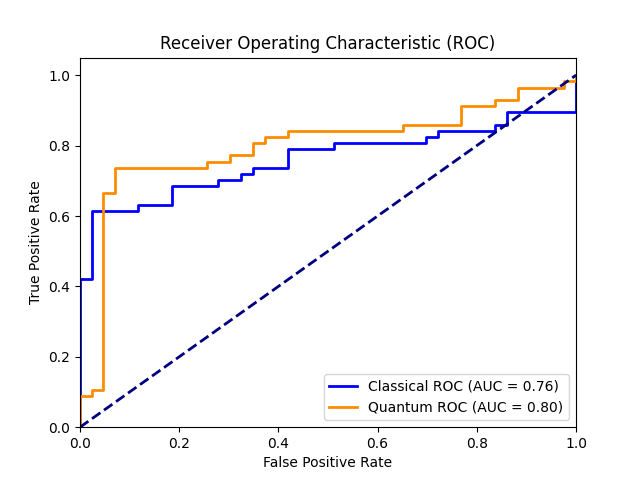 Receiver Operating Characteristic (ROC)
1.0
0.8
0.6
0.4
0.2
0.0
True Positive Rate
Classical ROC (AUC = 0.76)
Quantum ROC (AUC = 0.80)
0.0 0.2 0.4 0.6 0.8 1.0
False Positive Rate